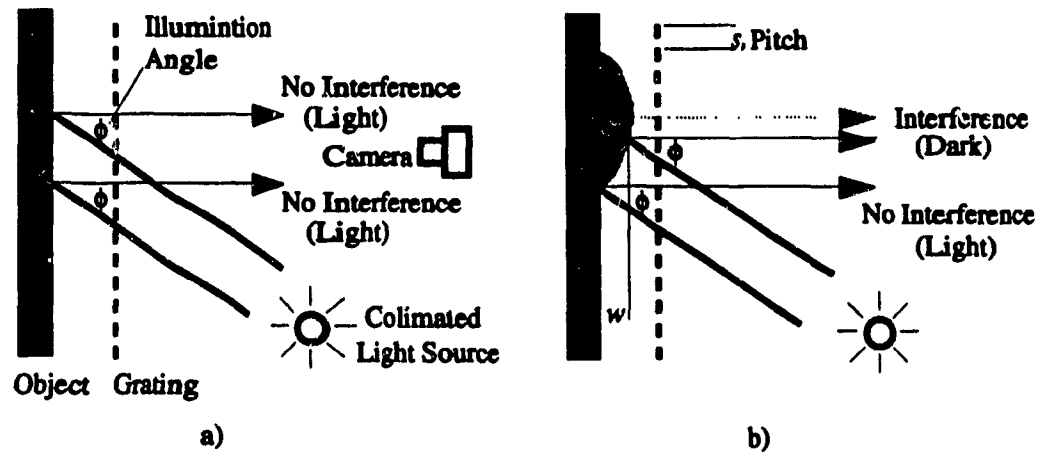 Illumintion
Angle
No Interference
(Light)
ϕ
Camera
No Interference
(Light)
ϕ
Colimated
Light Source
Object Grating
a)
s, Pitch
Interference
(Dark)
ϕ
ϕ
No Interference
(Light)
w
b)